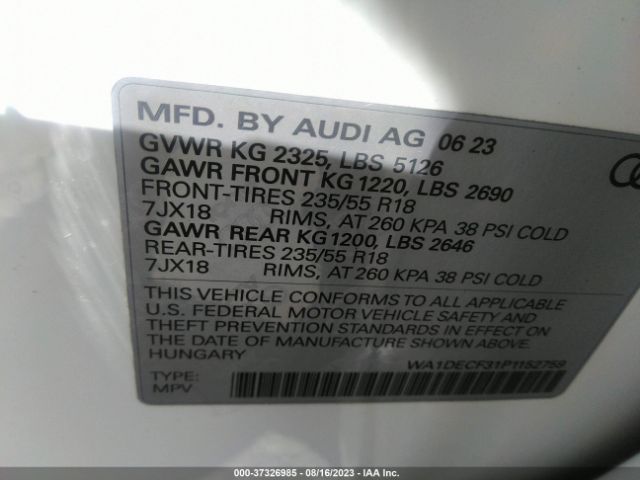 MFD. BY AUDI AG 06 23
GVWR KG 2325, LBS 5126
GAWR FRONT KG 1220, LBS 2690
FRONT-TIRES 235/55 R18
7JX18 RIMS, AT 260 KPA 38 PSI COLD
GAWR REAR KG 1200, LBS 2646
REAR-TIRES 235/55 R18
7JX18 RIMS, AT 260 KPA 38 PSI COLD
THIS VEHICLE CONFORMS TO ALL APPLICABLE
U.S. FEDERAL MOTOR VEHICLE SAFETY AND
THEFT PREVENTION STANDARDS IN EFFECT ON
THE DATE OF MANUFACTURE SHOWN ABOVE.
HUNGARY
WA1DECF31P1152759
TYPE:
MPV
000-37326985 - 08/16/2023 - IAA Inc.